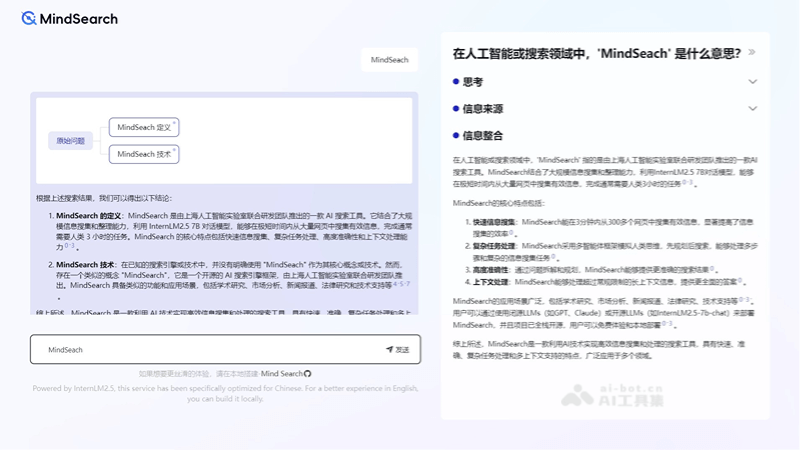 MindSearch
MindSeach
原始问题
MindSeach 定义
MindSeach 技术
根据上述搜索结果，我们可以得出以下结论：
1. MindSearch 的定义：MindSearch 是由上海人工智能实验室联合研发团队推出的一款 AI 搜索工具。它结合了大规
模信息搜集和整理能力，利用 InternLM2.5 7B 对话模型，能够在极短时间内从大量网页中搜集有效信息，完成通常
需要人类 3 小时的任务。MindSearch 的核心特点包括快速信息搜集、复杂任务处理、高度准确性和上下文处理能
力
2. MindSeach 技术：在已知的搜索引擎或技术中，并没有明确使用 "MindSeach" 作为其核心概念或技术。然而，
存在一个类似的概念 "MindSearch"，它是一个开源的 AI 搜索引擎框架，由上海人工智能实验室联合研发团队推
出。MindSearch 具备类似的功能和应用场景，包括学术研究、市场分析、新闻报道、法律研究和技术支持等
。
综上所述，MindSearch 是一款利用 AI 技术实现高效信息搜集和处理的搜索工具，具有快速、准确、复杂任务处理和多上
MindSeach
发送
如果想要更丝滑的体验，请在本地搭建- Mind Search
Powered by InternLM2.5, this service has been specifically optimized for Chinese. For a better experience in English,
you can build it locally.
在人工智能或搜索领域中，'MindSeach' 是什么意思?
思考
信息来源
信息整合
在人工智能或搜索领域中，'MindSearch' 指的是由上海人工智能实验室联合研发团队推出的一款AI
搜索工具。MindSearch结合了大规模信息搜集和整理能力，利用InternLM2.5 7B对话模型，能够
在极短时间内从大量网页中搜集有效信息，完成通常需要人类3小时的任务
MindSearch的核心特点包括：
1. 快速信息搜集：MindSearch能在3分钟内从300多个网页中搜集有效信息，显著提高了信
息搜集的效率
2. 复杂任务处理：MindSearch采用多智能体框架模拟人类思维，先规划后搜索，能够处理多步
骤和复杂的信息搜集任务
3. 高度准确性：通过问题拆解和规划，MindSearch能够提供更准确的搜索结果
4. 上下文处理：MindSearch能够处理超过常规限制的长上下文信息，提供更全面的答案
MindSearch的应用场景广泛，包括学术研究、市场分析、新闻报道、法律研究、技术支持等
用户可以通过使用闭源LLMs（如GPT、Claude）或开源LLMs（如InternLM2.5-7b-chat）来部署
MindSearch，并且项目已全栈开源，用户可以免费体验和本地部署
综上所述，MindSearch是一款利用AI技术实现高效信息搜集和处理的搜索工具，具有快速、准
确、复杂任务处理和多上下文支持的特点，广泛应用于多个领域。
ai-bot.cn
AI工具集